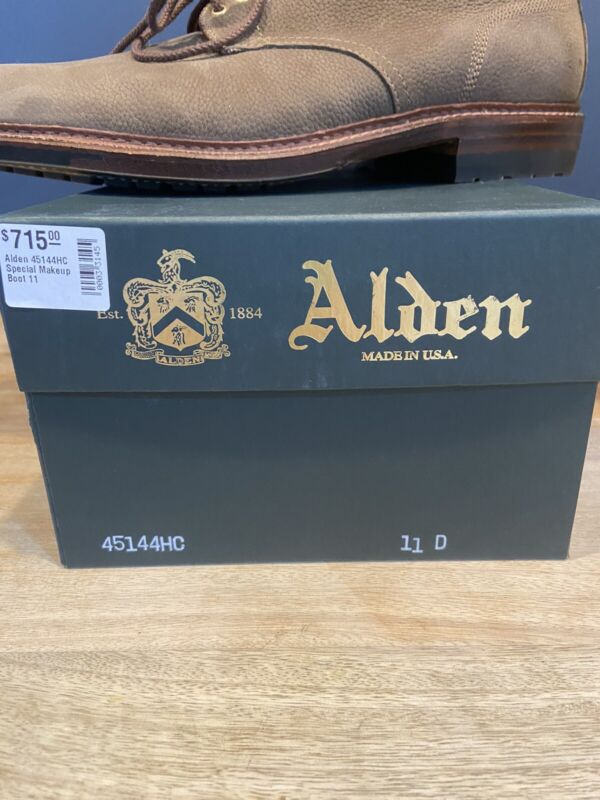 $715.00
Alden 45144HC
Special Makeup
Boot 11
Est. 1884
ALDEN
Alden
MADE IN U.S.A.
45144HC 11 D